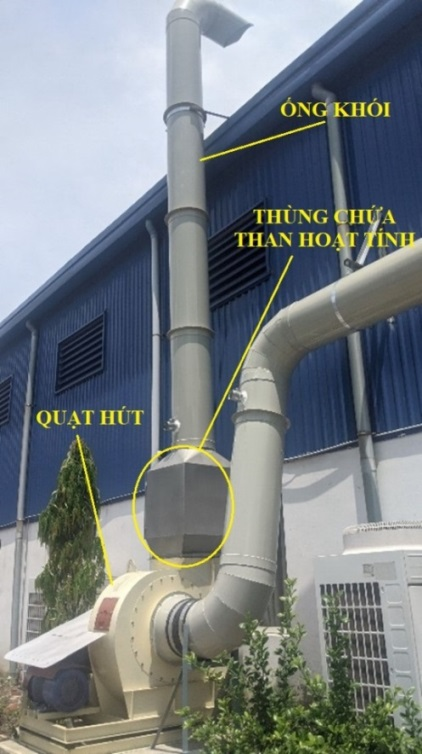 ỐNG KHÓI
THÙNG CHỨA
THAN HOẠT TÍNH
QUẠT HÚT